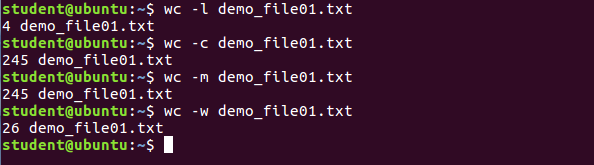 student@ubuntu:~$ wc -l demo_file01.txt
4 demo_file01.txt
student@ubuntu:~$ wc -c demo_file01.txt
245 demo_file01.txt
student@ubuntu:~$ wc -m demo_file01.txt
245 demo_file01.txt
student@ubuntu:~$ wc -w demo_file01.txt
26 demo_file01.txt
student@ubuntu:~$